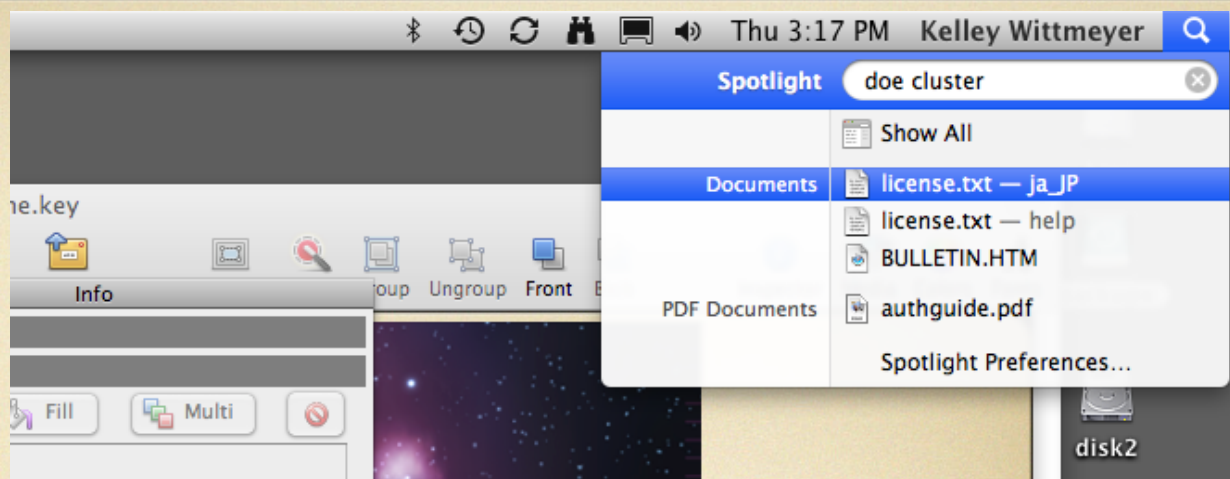 Thu 3:17 PM Kelley Wittmeyer
Spotlight doe cluster
Show All
Documents license.txt — ja_JP
license.txt — help
BULLETIN.HTM
PDF Documents authguide.pdf
Spotlight Preferences...
ne.key
oup Ungroup Front
Info
Fill Multi
disk2